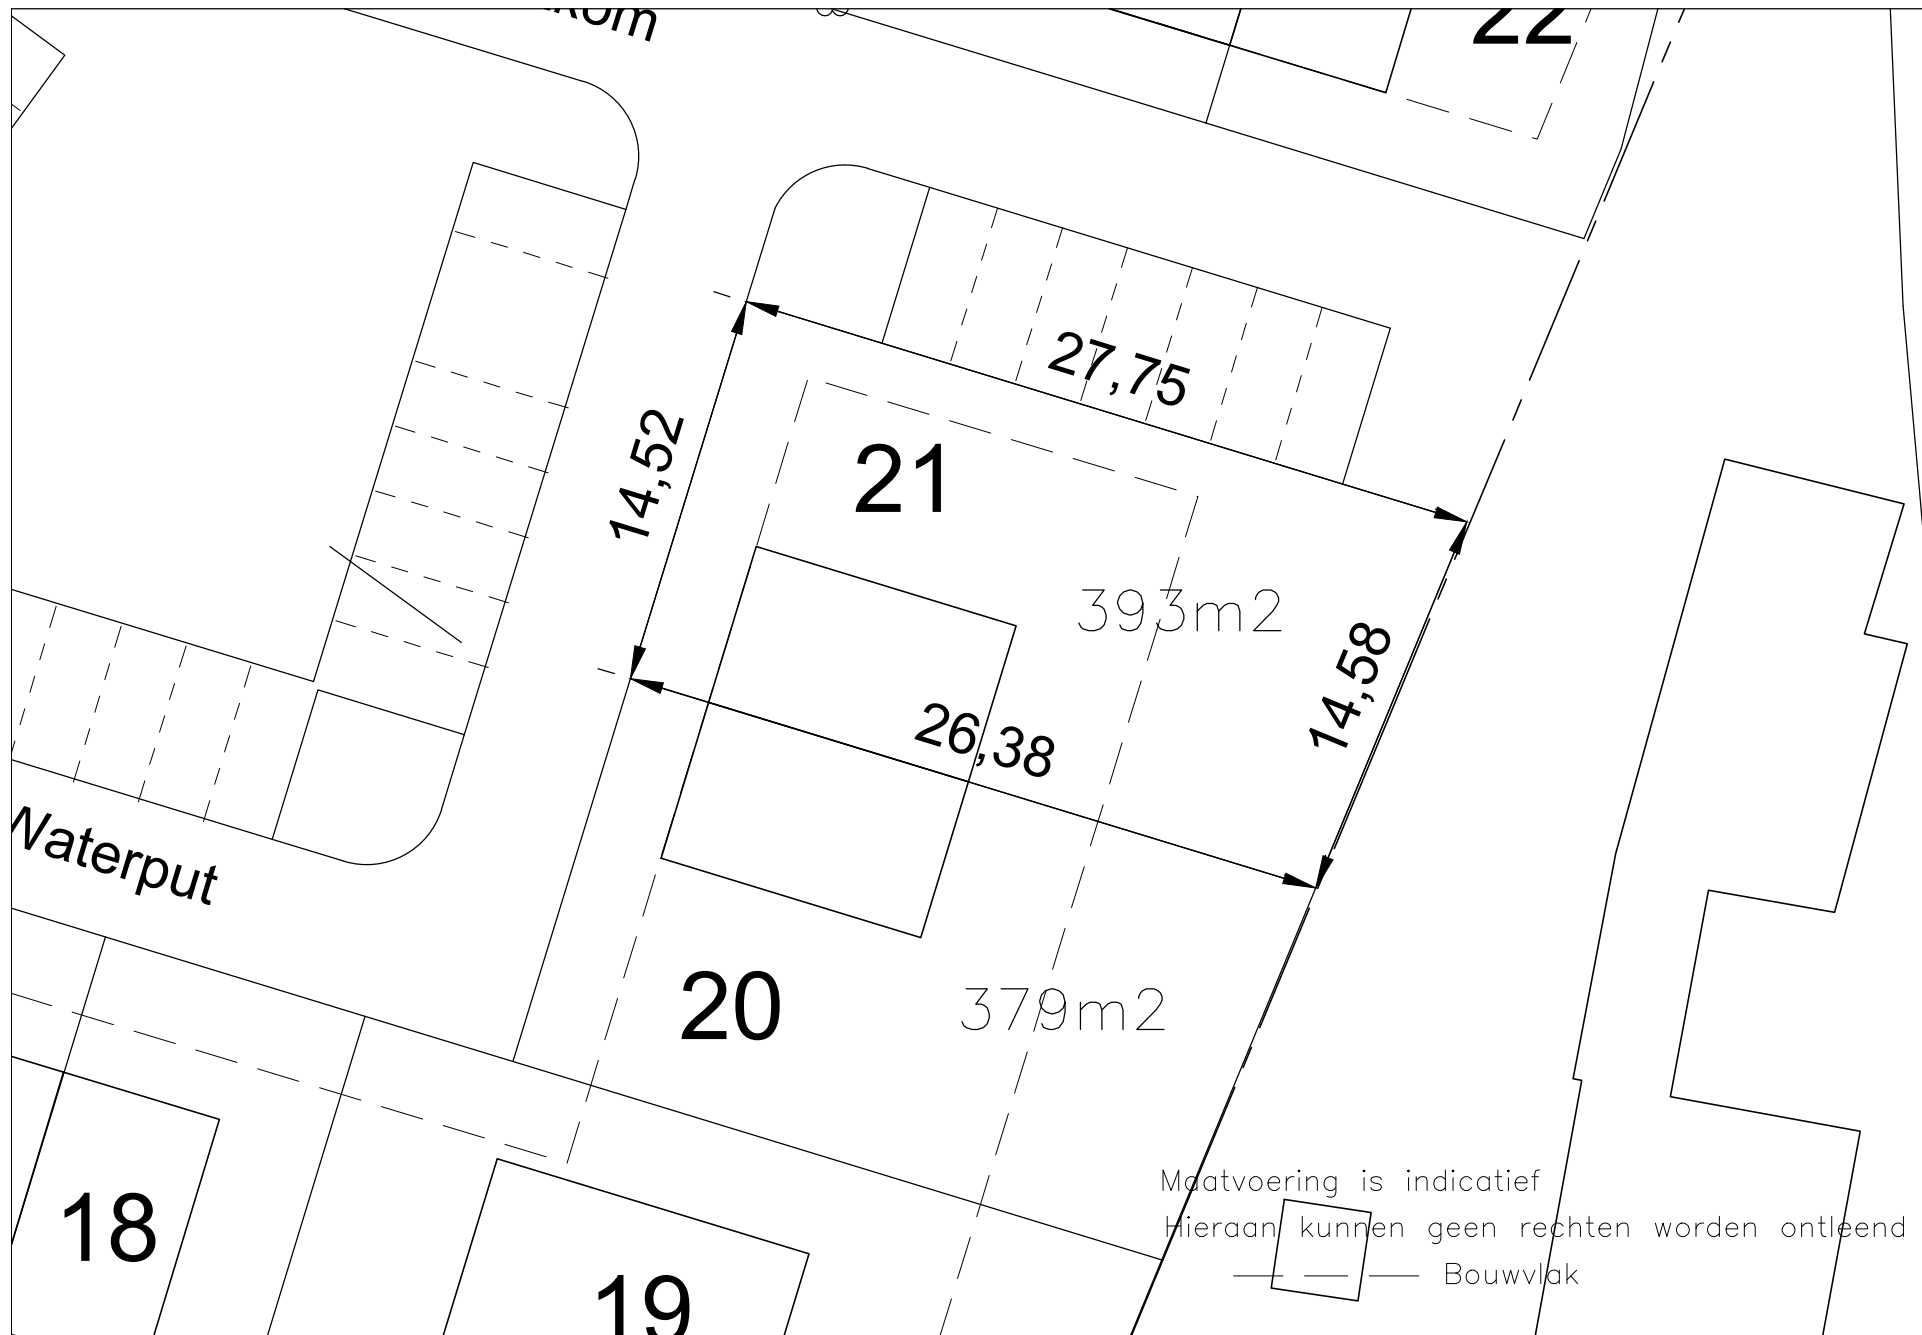 22
27,75
14,52
21
393m2
14,58
26,38
20
379m2
18
19
Maatvoering is indicatief
Hieraan kunnen geen rechten worden ontleend
Bouwvlak